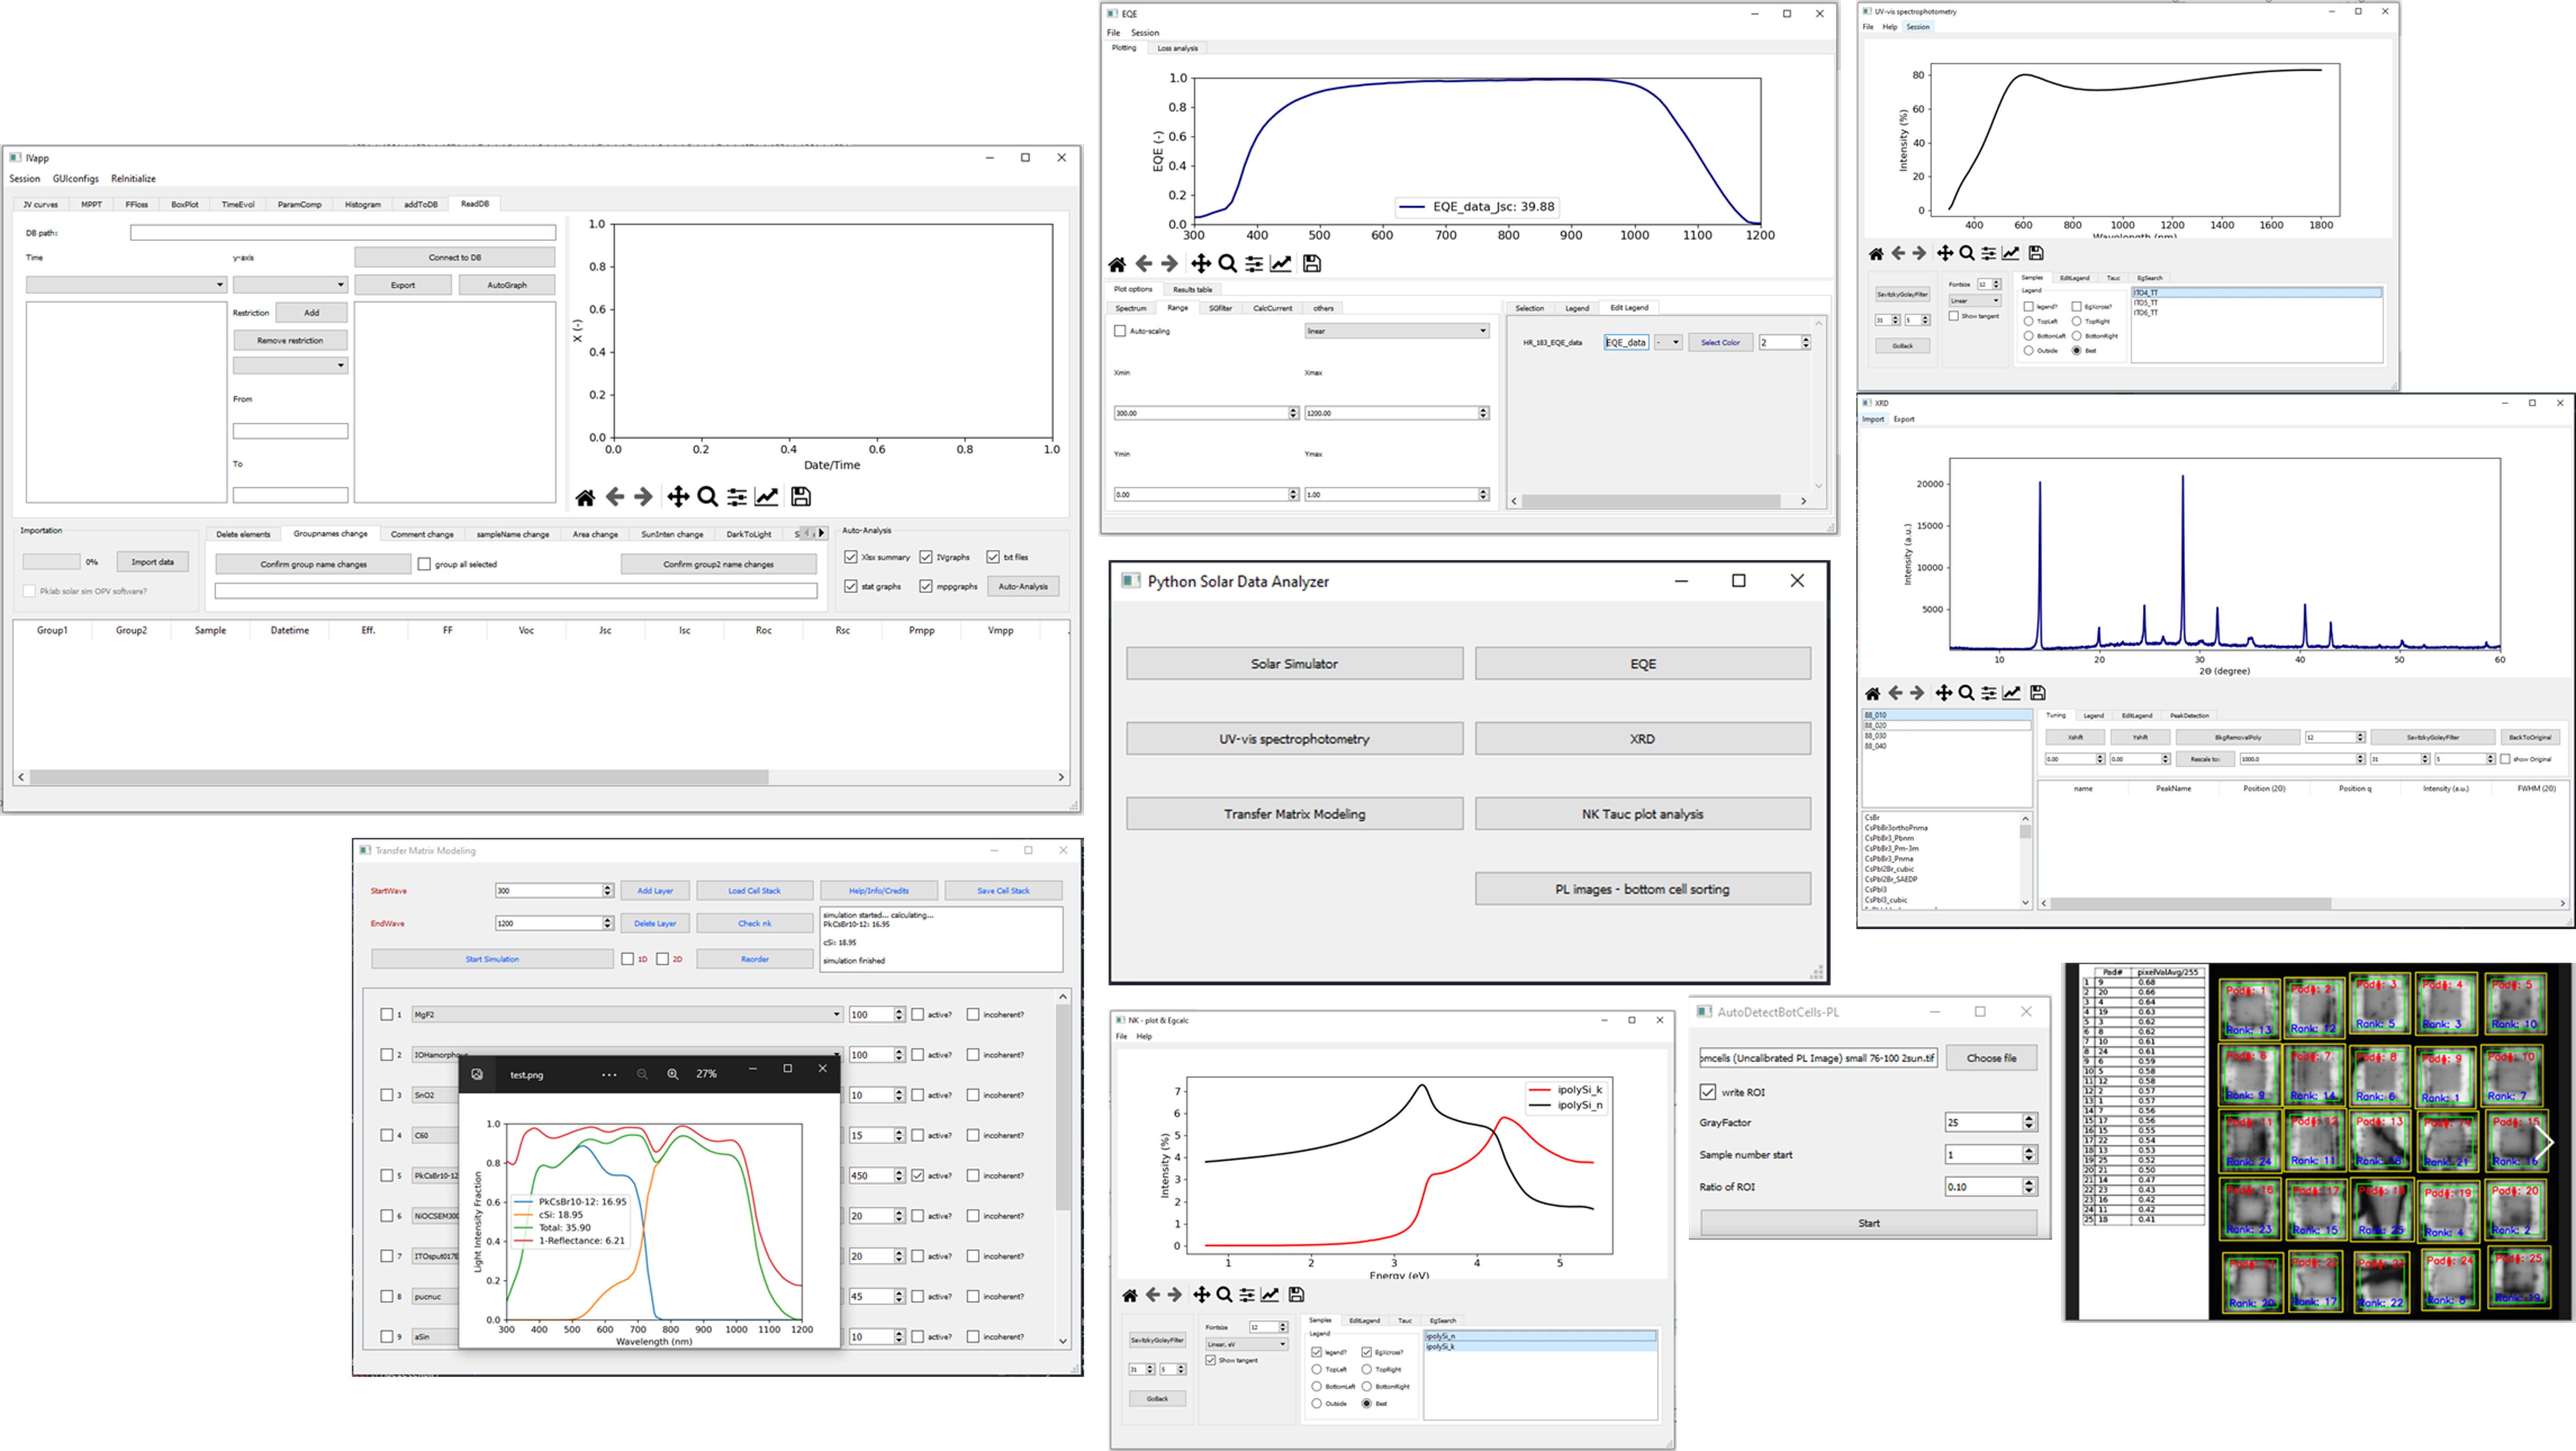 IVapp
Session GUIconfigs ReInitialize
JV curves MPPT FFloss BoxPlot TimeEvol ParamComp Histogram addToDB ReadDB
DB path:
Time y-axis Connect to DB
Export AutoGraph
Restriction Add
Remove restriction
From
To
1.0
0.8
0.6
0.4
0.2
0.0
X (-)
0.0 0.2 0.4 0.6 0.8 1.0
Date/Time
Importation
0% Import data
Pklab solar sim OPV software?
Delete elements Groupnames change Comment change sampleName change Area change SunInten change DarkToLight S
Confirm group name changes group all selected Confirm group2 name changes
Auto-Analysis
Xlsx summary IVgraphs txt files
stat graphs mppgraphs Auto-Analysis
Group1 Group2 Sample Datetime Eff. FF Voc Jsc Isc Roc Rsc Pmpp Vmpp
EQE
File Session
Plotting Loss analysis
1.0
0.8
0.6
0.4
0.2
0.0
EQE (-)
EQE_data_Jsc: 39.88
300 400 500 600 700 800 900 1000 1100 1200
Plot options Results table
Spectrum Range SGfilter CalcCurrent others
Auto-scaling linear
Xmin Xmax
300.00 1200.00
Ymin Ymax
0.00 1.00
Selection Legend Edit Legend
HR_183_EQE_data EQE_data - Select Color 2
UV-vis spectrophotometry
File Help Session
80
60
40
20
0
Intensity (%)
400 600 800 1000 1200 1400 1600 1800
Wavelength (nm)
SavitzkyGolayFilter
31 5
GoBack
Fontsize 12
Linear
Show tangent
Samples EditLegend Tauc EgSearch
Legend
legend? EgXcross?
TopLeft TopRight
BottomLeft BottomRight
Outside Best
ITO4_TT
ITO5_TT
ITO6_TT
XRD
Import Export
20000
15000
10000
5000
Intensity (a.u.)
10 20 30 40 50 60
2Θ (degree)
88_010
88_020
88_030
88_040
Tuning Legend EditLegend PeakDetection
Xshift Yshift BkgRemovalPoly 12 SavitzkyGolayFilter BackToOriginal
0.00 0.00 Rescale to: 1000.0 31 5 show Original
name PeakName Position (2Θ) Position q Intensity (a.u.) FWHM (2Θ)
CsBr
CsPbBr3orthoPnma
CsPbBr3_Pbnm
CsPbBr3_Pm-3m
CsPbBr3_Pnma
CsPbI2Br_cubic
CsPbI2Br_SAEDP
CsPbI3
CsPbI3_cubic
Python Solar Data Analyzer
Solar Simulator EQE
UV-vis spectrophotometry XRD
Transfer Matrix Modeling NK Tauc plot analysis
PL images - bottom cell sorting
Transfer Matrix Modeling
StartWave 300 Add Layer Load Cell Stack Help/Info/Credits Save Cell Stack
EndWave 1200 Delete Layer Check nk
Start Simulation 1D 2D Reorder
simulation started... calculating...
PkCsBr10-12: 16.95
cSi: 18.95
simulation finished
1 MgF2 100 active? incoherent?
2 IOHamorphous 100 active? incoherent?
3 SnO2 10 active? incoherent?
4 C60 15 active? incoherent?
5 PkCsBr10-12 450 active? incoherent?
6 NiOCSEM300 20 active? incoherent?
7 ITOsput017E 20 active? incoherent?
8 pucnuc 45 active? incoherent?
9 aSin 10 active? incoherent?
test.png ... 27%
1.0
0.8
0.6
0.4
0.2
0.0
Light Intensity Fraction
PkCsBr10-12: 16.95
cSi: 18.95
Total: 35.90
1-Reflectance: 6.21
300 400 500 600 700 800 900 1000 1100 1200
Wavelength (nm)
NK - plot & Egcalc
File Help
7
6
5
4
3
2
1
0
Intensity (%)
ipolySi_k
ipolySi_n
1 2 3 4 5
Energy (eV)
SavitzkyGolayFilter
31 5
GoBack
Fontsize 12
Linear, eV
Show tangent
Samples EditLegend Tauc EgSearch
Legend
legend? EgXcross?
TopLeft TopRight
BottomLeft BottomRight
Outside Best
ipolySi_n
ipolySi_k
AutoDetectBotCells-PL
omcells (Uncalibrated PL Image) small 76-100 2sun.tif Choose file
write ROI
GrayFactor 25
Sample number start 1
Ratio of ROI 0.10
Start
Pad# pixelValAvg/255
1 9 0.68
2 20 0.66
3 4 0.64
4 19 0.63
5 3 0.62
6 8 0.62
7 10 0.61
8 24 0.61
9 6 0.59
10 5 0.58
11 12 0.58
12 2 0.57
13 1 0.57
14 7 0.56
15 17 0.56
16 15 0.55
17 22 0.54
18 13 0.53
19 25 0.52
20 21 0.50
21 14 0.47
22 23 0.43
23 16 0.42
24 11 0.42
25 18 0.41
Pad#: 1 Pad#: 2 Pad#: 3 Pad#: 4 Pad#: 5
Rank: 13 Rank: 12 Rank: 5 Rank: 3 Rank: 10
Pad#: 6 Pad#: 7 Pad#: 8 Pad#: 9 Pad#: 10
Rank: 9 Rank: 14 Rank: 6 Rank: 1 Rank: 7
Pad#: 11 Pad#: 12 Pad#: 13 Pad#: 14 Pad#: 15
Rank: 24 Rank: 11 Rank: 18 Rank: 21 Rank: 16
Pad#: 16 Pad#: 17 Pad#: 18 Pad#: 19 Pad#: 20
Rank: 23 Rank: 15 Rank: 25 Rank: 4 Rank: 2
Pad#: 21 Pad#: 22 Pad#: 23 Pad#: 24 Pad#: 25
Rank: 20 Rank: 17 Rank: 22 Rank: 8 Rank: 19